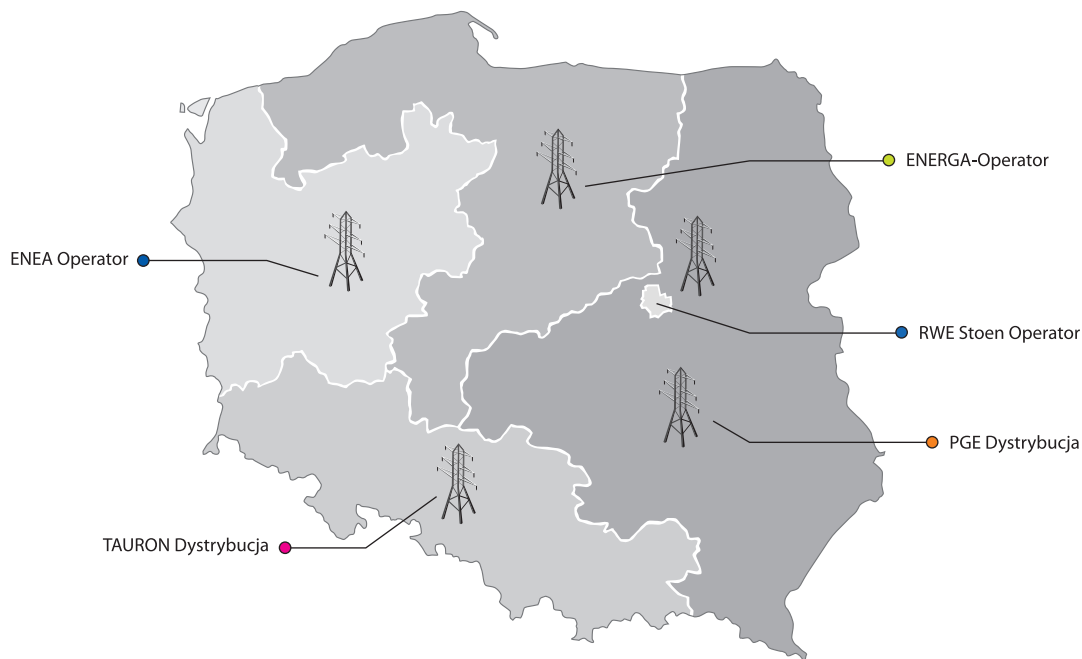 ENERGA-Operator
ENEA Operator
RWE Stoen Operator
PGE Dystrybucja
TAURON Dystrybucja